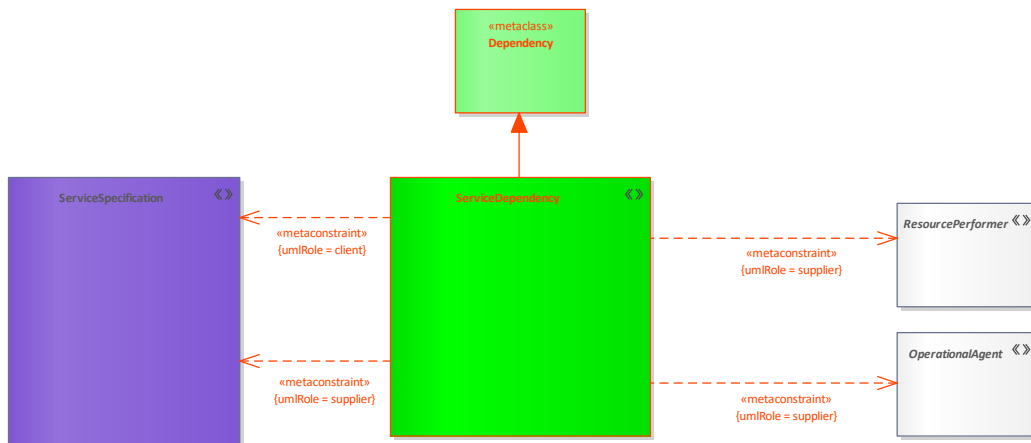 «metaclass»
Dependency
ServiceSpecification
«»
ServiceDependency
«»
«metaconstraint»
{umlRole = client}
«metaconstraint»
{umlRole = supplier}
ResourcePerformer
«»
«metaconstraint»
{umlRole = supplier}
«metaconstraint»
{umlRole = supplier}
OperationalAgent
«»